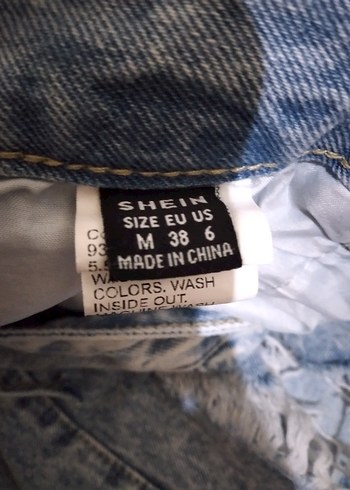 SHEIN
SIZE EU US
M 38 6
MADE IN CHINA
COLORS. WASH
INSIDE OUT.